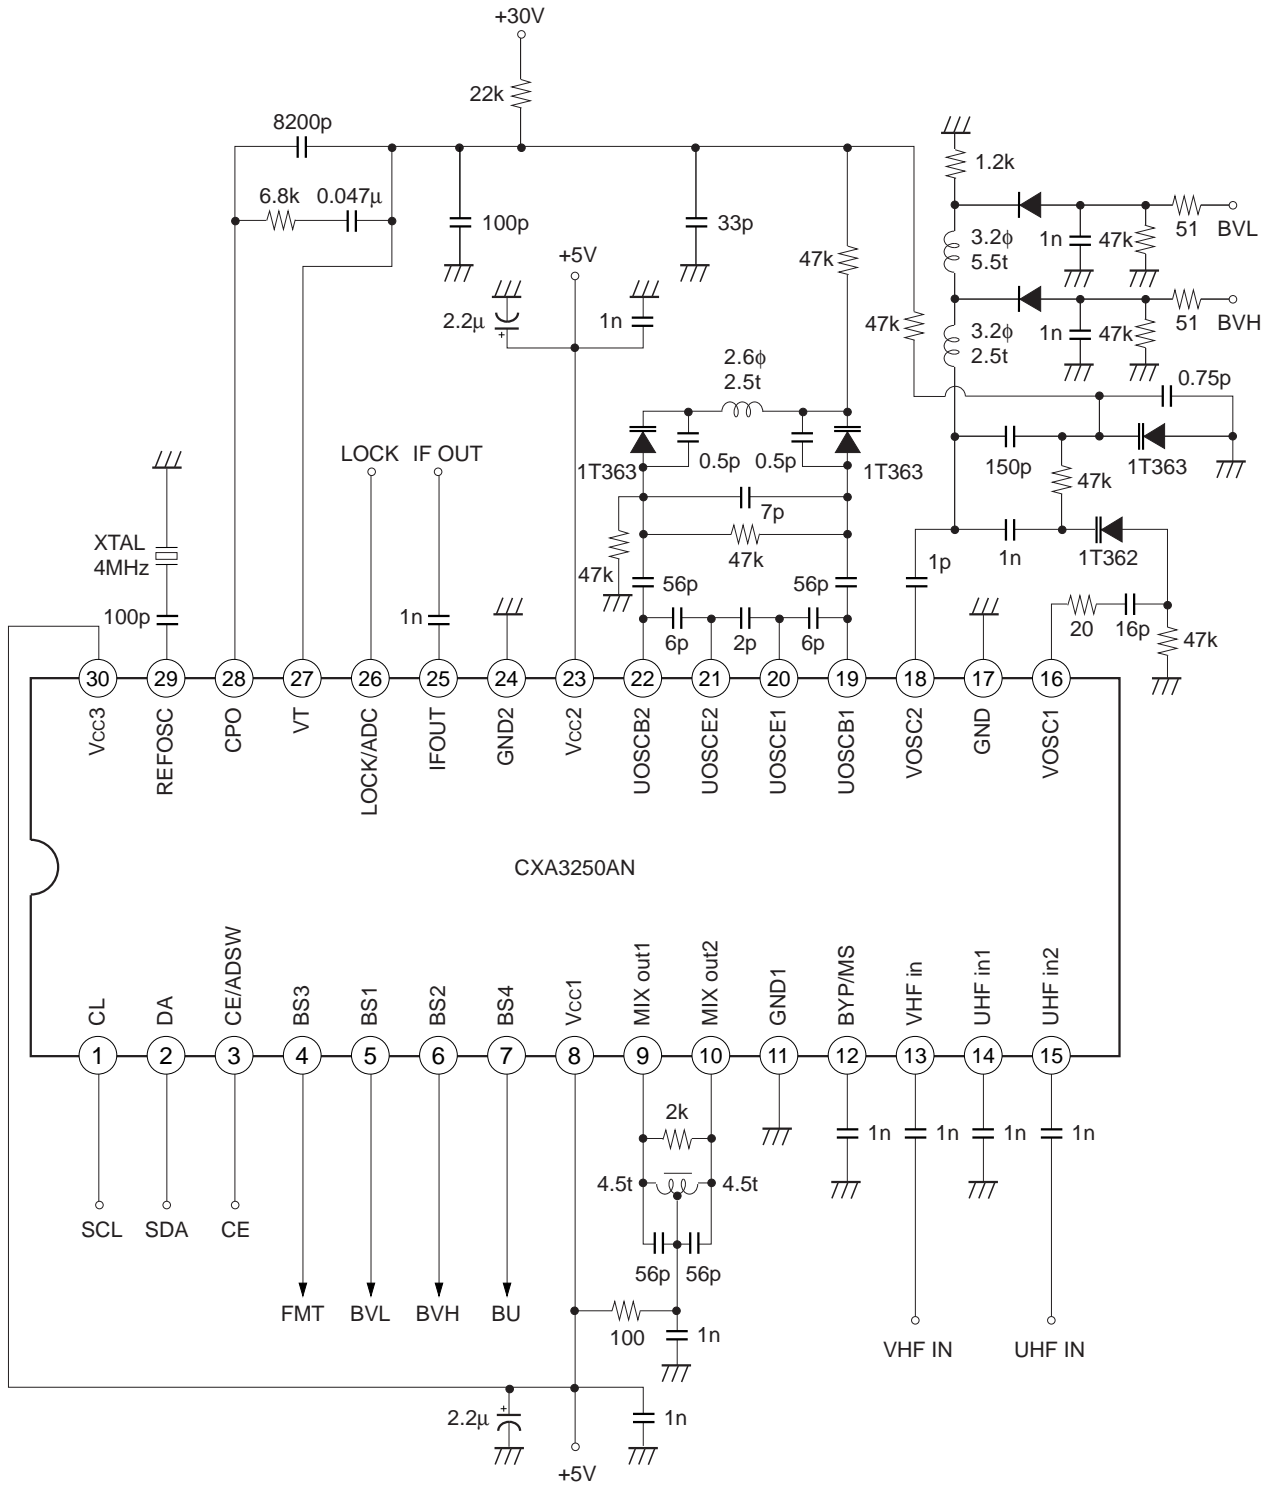 +30V
22k
8200p
1.2k
6.8k
0.047μ
100p
33p
3.2ϕ
5.5t
1n
47k
51
BVL
+5V
47k
2.2μ
1n
47k
3.2ϕ
2.5t
1n
47k
51
BVH
2.6ϕ
2.5t
0.75p
LOCK
IF OUT
1T363
0.5p
0.5p
1T363
150p
1T363
47k
7p
XTAL
4MHz
47k
47k
1p
1n
1T362
56p
56p
100p
1n
6p
2p
6p
20
16p
47k
30
29
28
27
26
25
24
23
22
21
20
19
18
17
16
Vcc3
REFOSC
CPO
VT
LOCK/ADC
IFOUT
GND2
Vcc2
UOSCB2
UOSCE2
UOSCE1
UOSCB1
VOSC2
GND
VOSC1
CXA3250AN
CL
DA
CE/ADSW
BS3
BS1
BS2
BS4
Vcc1
MIX out1
MIX out2
GND1
BYP/MS
VHF in
UHF in1
UHF in2
1
2
3
4
5
6
7
8
9
10
11
12
13
14
15
2k
1n
1n
1n
1n
4.5t
4.5t
SCL
SDA
CE
56p
56p
FMT
BVL
BVH
BU
100
1n
VHF IN
UHF IN
2.2μ
1n
+5V